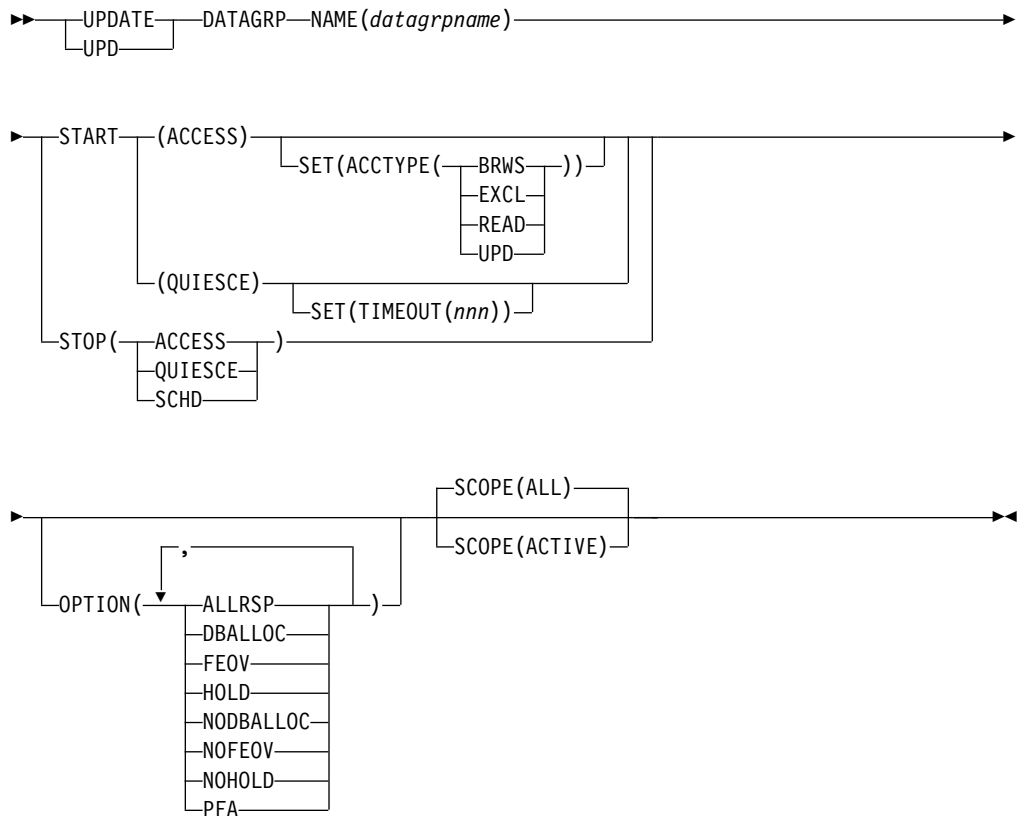 UPDATE DATAGRP NAME(datagrpname)
UPD
START (ACCESS)
SET(ACCTYPE( BRWS ))
EXCL
READ
UPD
(QUIESCE)
SET(TIMEOUT(nnn))
STOP( ACCESS )
QUIESCE
SCHD
SCOPE(ALL)
SCOPE(ACTIVE)
,
OPTION( ALLRSP )
DBALLOC
FEOV
HOLD
NODBALLOC
NOFEOV
NOHOLD
PFA